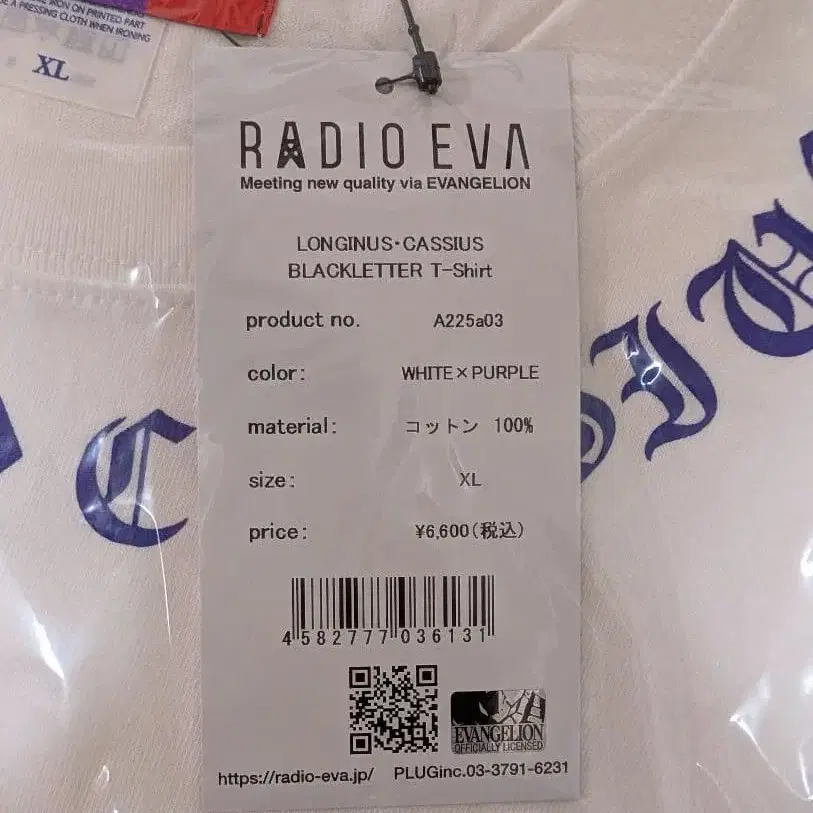 IRON ON PRINTED PART
A PRESSING CLOTH WHEN IRONING
XL
RADIO EVA
Meeting new quality via EVANGELION
LONGINUS・CASSIUS
BLACKLETTER T-Shirt
product no. A225a03
color: WHITE×PURPLE
material: コットン 100%
size: XL
price: ¥6,600(税込)
4582777036131
EVANGELION
OFFICIALLY LICENSED
https://radio-eva.jp/ PLUGinc.03-3791-6231
C